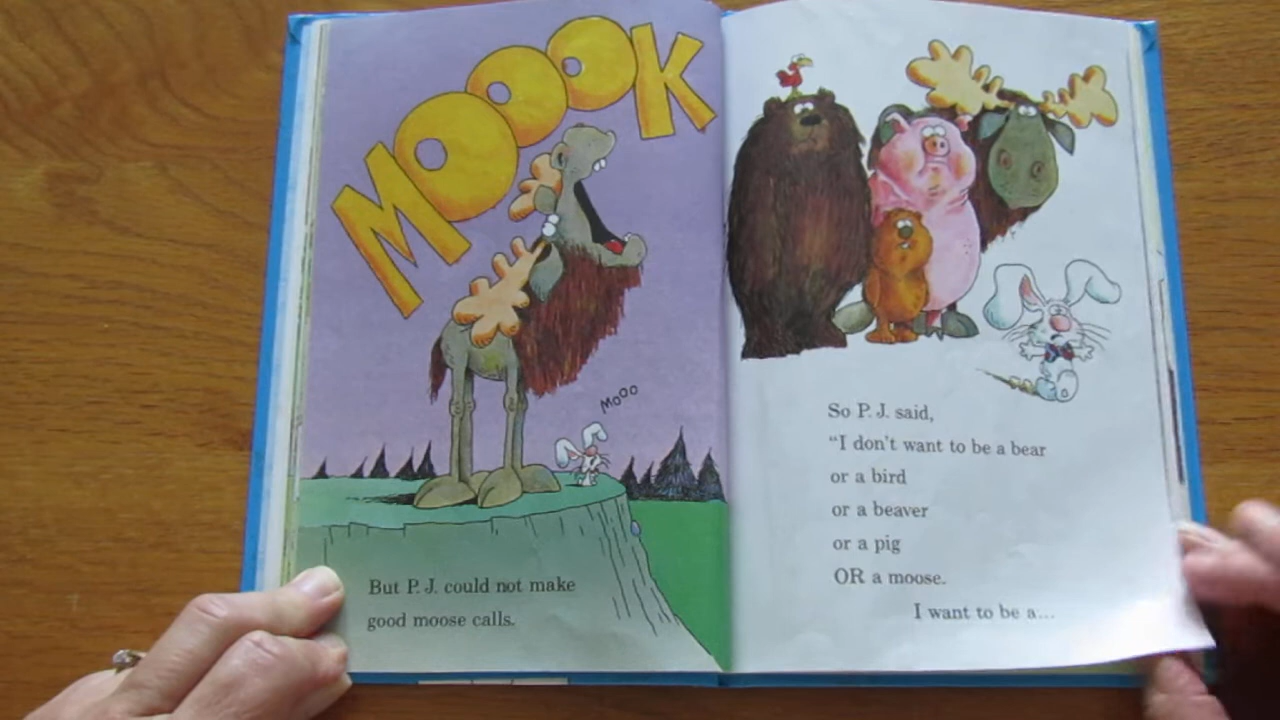 MOOOK
Mooo
But P. J. could not make
good moose calls.
So P. J. said,
“I don't want to be a bear
or a bird
or a beaver
or a pig
OR a moose.
I want to be a...